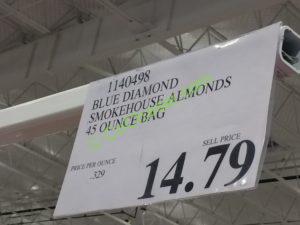 1140498
BLUE DIAMOND
SMOKEHOUSE ALMONDS
45 OUNCE BAG
SELL PRICE
PRICE PER OUNCE
.329
14.79